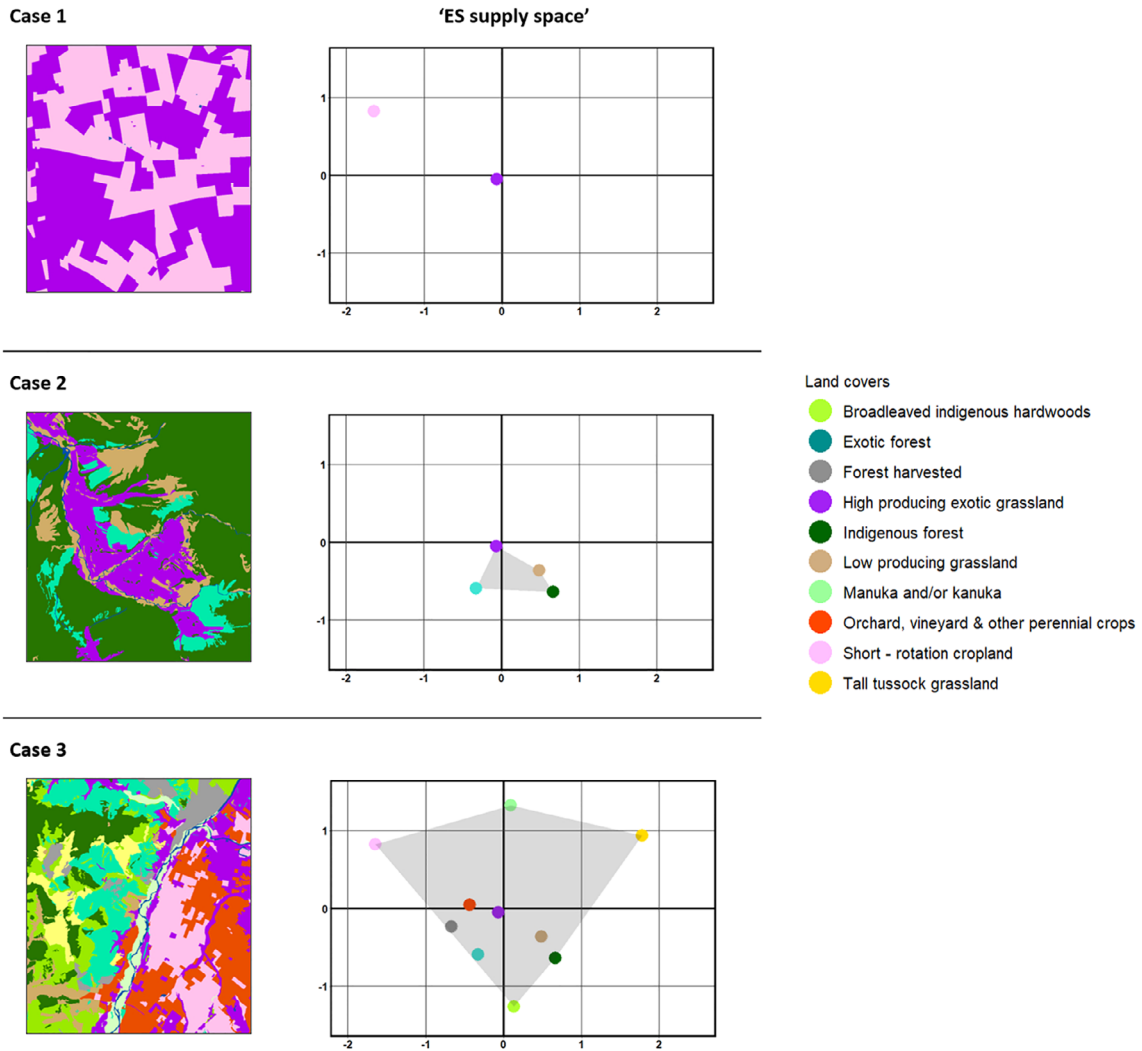 Case 1
‘ES supply space’
1
0
-1
-2 -1 0 1 2
Case 2
1
0
-1
-2 -1 0 1 2
Land covers
Broadleaved indigenous hardwoods
Exotic forest
Forest harvested
High producing exotic grassland
Indigenous forest
Low producing grassland
Manuka and/or kanuka
Orchard, vineyard & other perennial crops
Short - rotation cropland
Tall tussock grassland
Case 3
1
0
-1
-2 -1 0 1 2